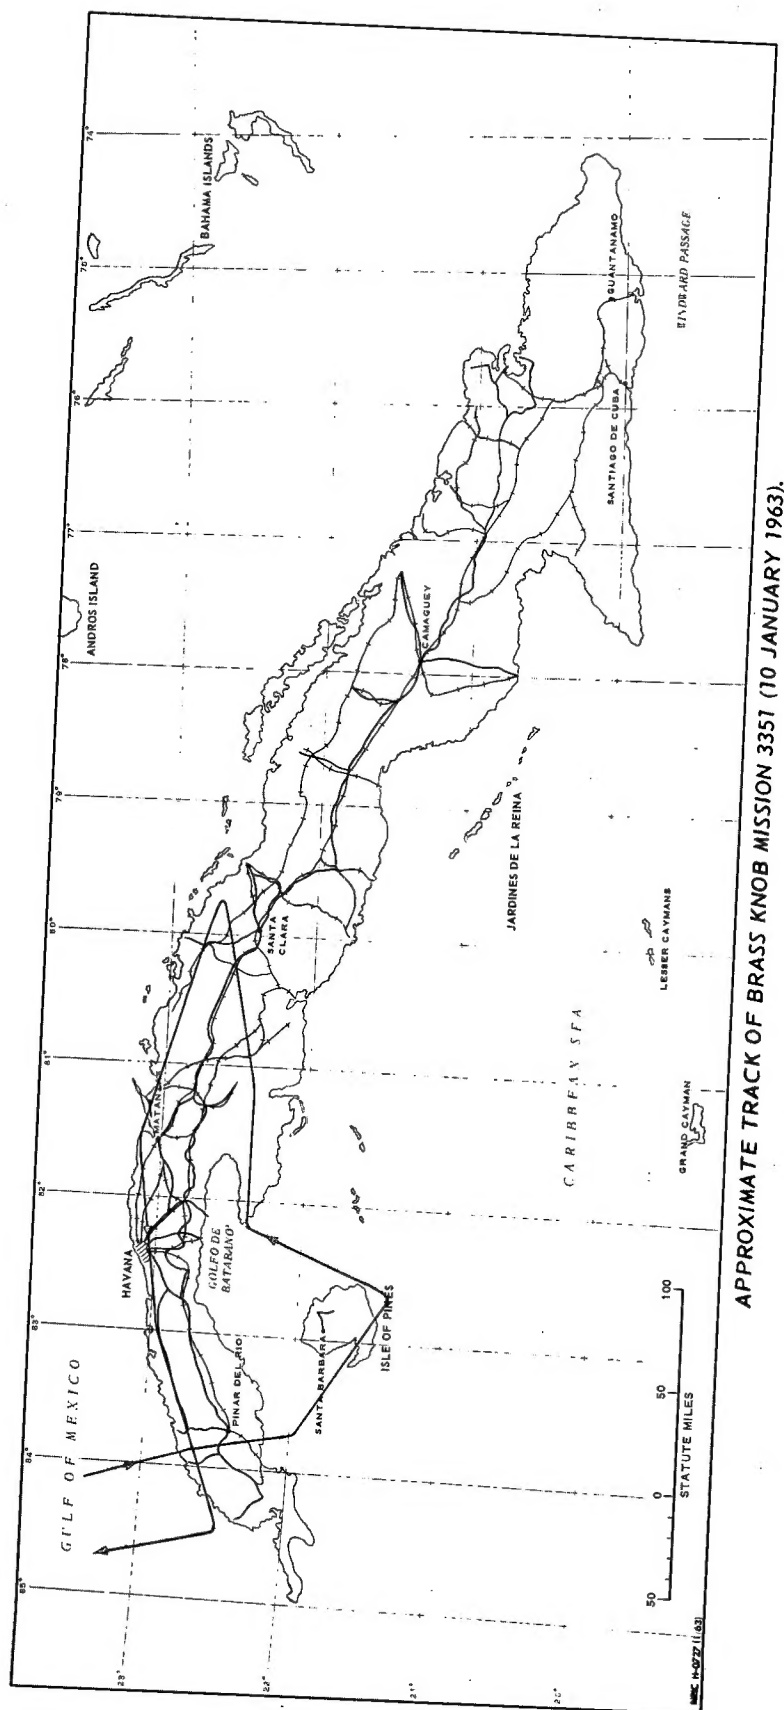 74°
75°
76°
77°
78°
79°
80°
81°
82°
83°
84°
85°
23°
22°
21°
20°
BAHAMA ISLANDS
ANDROS ISLAND
GULF OF MEXICO
HAVANA
MATANZAS
PINAR DEL RIO
GOLFO DE
BATABANO
SANTA BARBARA
ISLE OF PINES
SANTA
CLARA
CAMAGUEY
SANTIAGO DE CUBA
GUANTANAMO
WINDWARD PASSAGE
JARDINES DE LA REINA
CARIBBEAN SEA
LESSER CAYMANS
GRAND CAYMAN
50 0 50 100
STATUTE MILES
APPROXIMATE TRACK OF BRASS KNOB MISSION 3351 (10 JANUARY 1963).